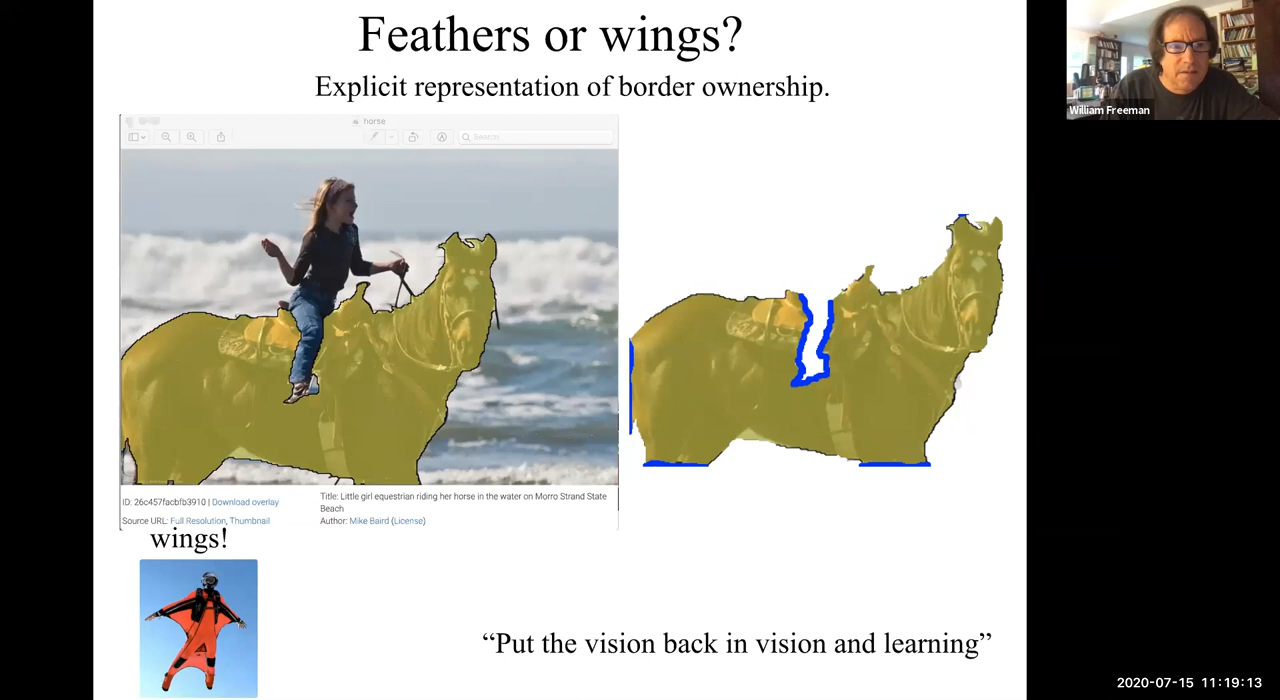 Feathers or wings?
Explicit representation of border ownership.
William Freeman
horse
Search
ID: 26c457facbfb3910 | Download overlay
Source URL: Full Resolution, Thumbnail
Title: Little girl equestrian riding her horse in the water on Morro Strand State
Beach
Author: Mike Baird (License)
wings!
“Put the vision back in vision and learning”
2020-07-15 11:19:13